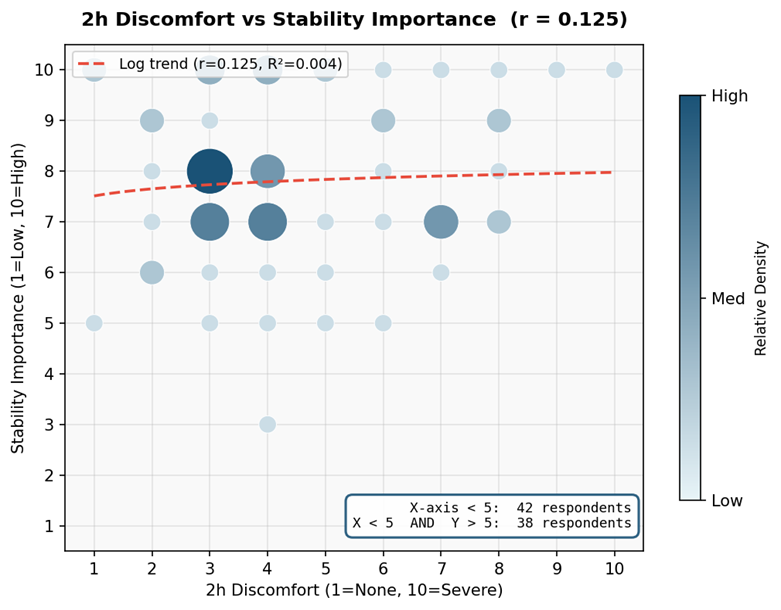 2h Discomfort vs Stability Importance (r = 0.125)
Log trend (r=0.125, R²=0.004)
Stability Importance (1=Low, 10=High)
10
9
8
7
6
5
4
3
2
1
X-axis < 5: 42 respondents
X < 5 AND Y > 5: 38 respondents
1 2 3 4 5 6 7 8 9 10
2h Discomfort (1=None, 10=Severe)
High
Med
Low
Relative Density